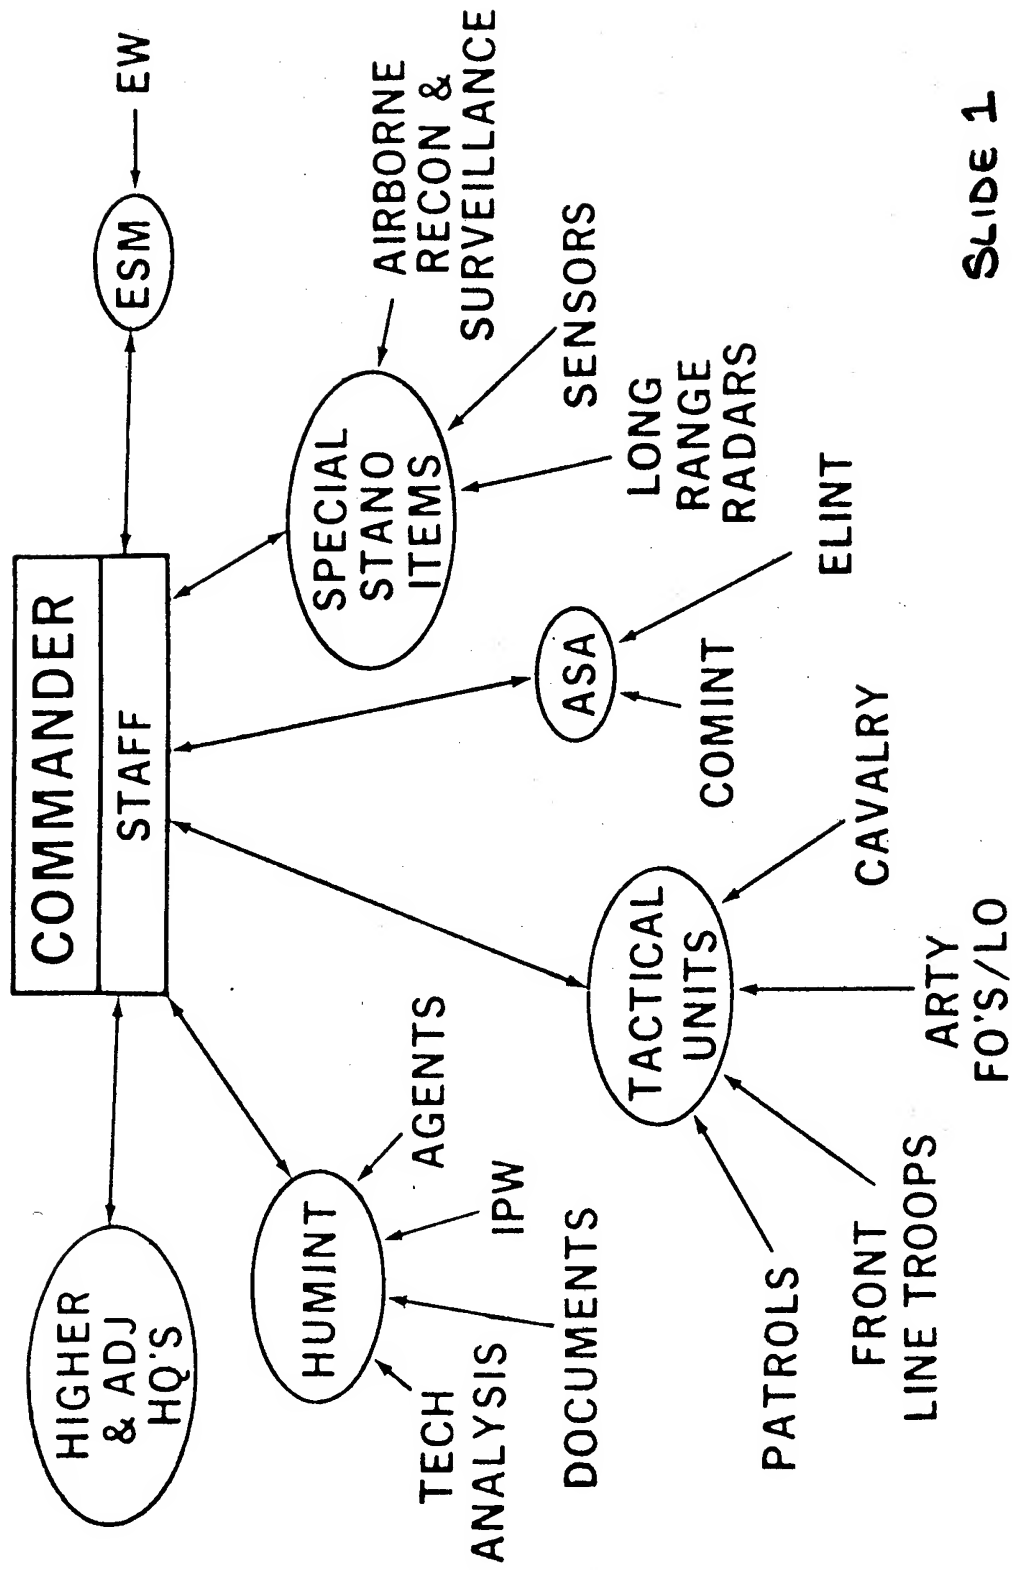 COMMANDER
STAFF
HIGHER
& ADJ
HQ'S
ESM
EW
HUMINT
TECH
ANALYSIS
DOCUMENTS
IPW
AGENTS
TACTICAL
UNITS
PATROLS
FRONT
LINE TROOPS
ARTY
FO'S/LO
CAVALRY
ASA
COMINT
ELINT
SPECIAL
STANO
ITEMS
LONG
RANGE
RADARS
SENSORS
AIRBORNE
RECON &
SURVEILLANCE
SLIDE 1